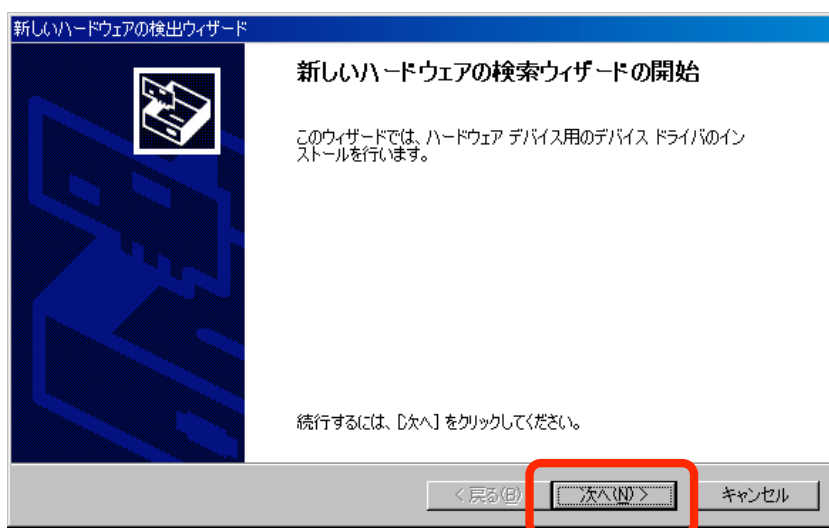 新しいハードウェアの検出ウィザード
新しいハードウェアの検索ウィザードの開始
このウィザードでは、ハードウェア デバイス用のデバイス ドライバのイン
ストールを行います。
続行するには、[次へ] をクリックしてください。
< 戻る(B)
次へ(N) >
キャンセル